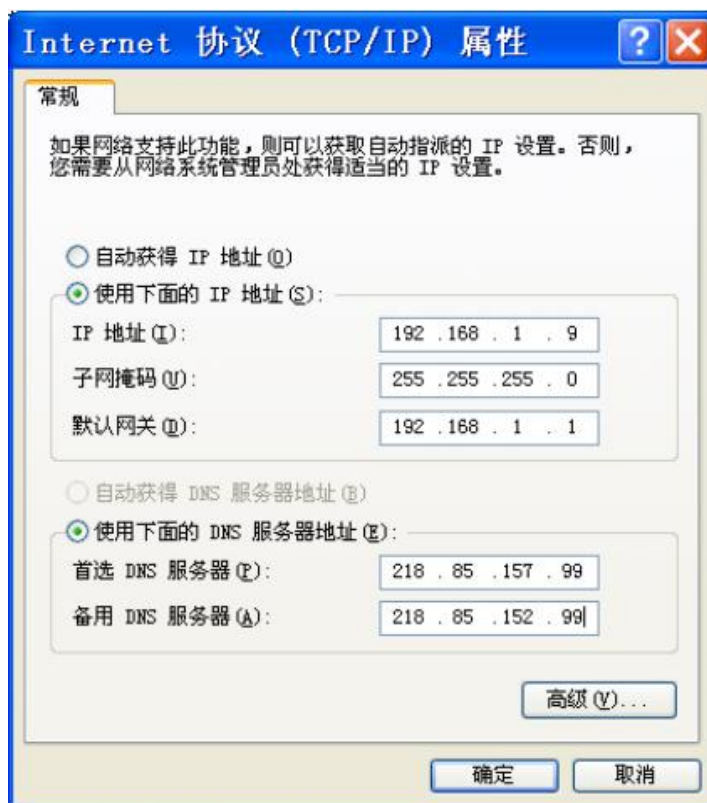 Internet 协议 (TCP/IP) 属性
常规
如果网络支持此功能，则可以获取自动指派的 IP 设置。否则，
您需要从网络系统管理员处获得适当的 IP 设置。
自动获得 IP 地址(O)
使用下面的 IP 地址(S):
IP 地址(I): 192 .168 . 1 . 9
子网掩码(U): 255 .255 .255 . 0
默认网关(D): 192 .168 . 1 . 1
自动获得 DNS 服务器地址(B)
使用下面的 DNS 服务器地址(E):
首选 DNS 服务器(P): 218 . 85 .157 . 99
备用 DNS 服务器(A): 218 . 85 .152 . 99
高级(V)...
确定 取消